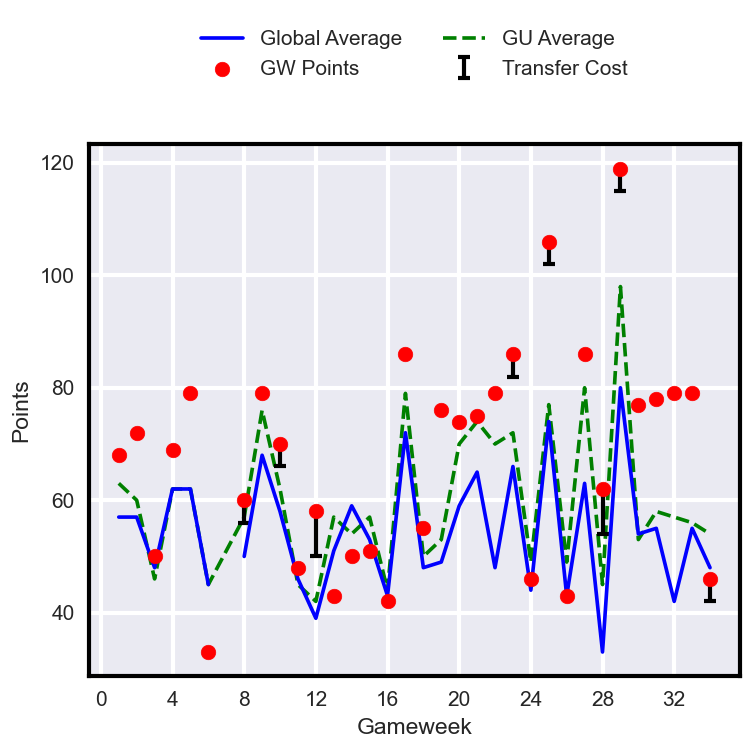 Global Average
GU Average
GW Points
Transfer Cost
120
100
80
60
40
Points
0 4 8 12 16 20 24 28 32
Gameweek